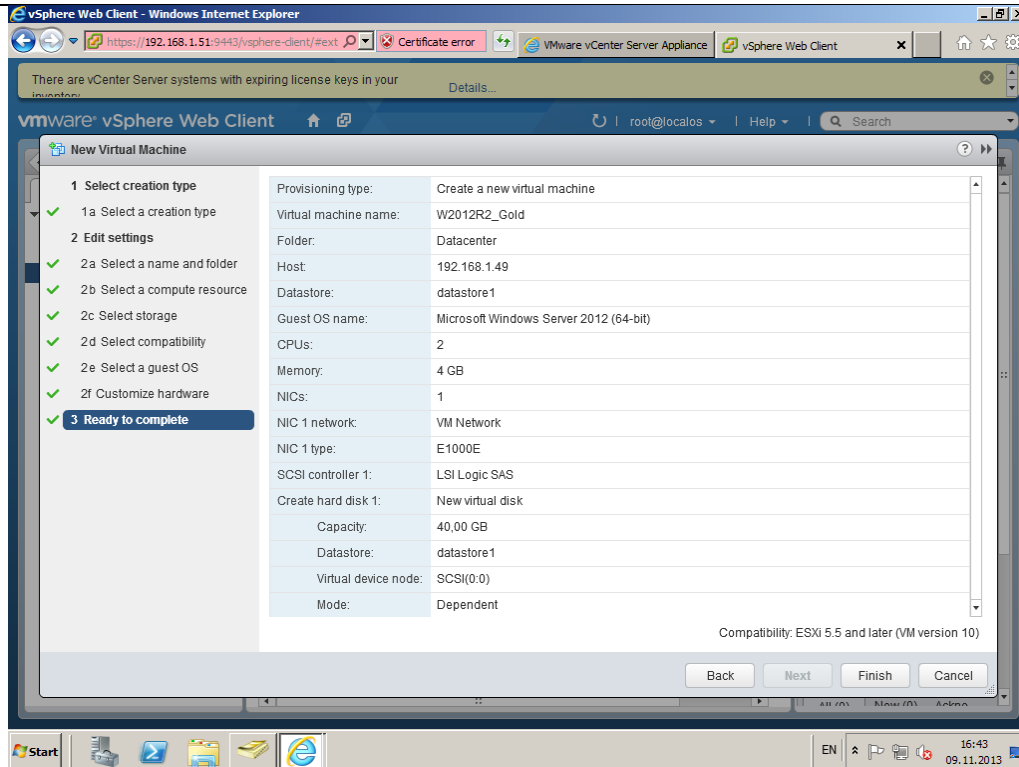 vSphere Web Client - Windows Internet Explorer
https://192.168.1.51:9443/vsphere-client/#ext
Certificate error
VMware vCenter Server Appliance
vSphere Web Client
There are vCenter Server systems with expiring license keys in your
inventory.
Details...
vmware® vSphere Web Client
root@localos
Help
Search
New Virtual Machine
1 Select creation type
1a Select a creation type
2 Edit settings
2a Select a name and folder
2b Select a compute resource
2c Select storage
2d Select compatibility
2e Select a guest OS
2f Customize hardware
3 Ready to complete
Provisioning type: Create a new virtual machine
Virtual machine name: W2012R2_Gold
Folder: Datacenter
Host: 192.168.1.49
Datastore: datastore1
Guest OS name: Microsoft Windows Server 2012 (64-bit)
CPUs: 2
Memory: 4 GB
NICs: 1
NIC 1 network: VM Network
NIC 1 type: E1000E
SCSI controller 1: LSI Logic SAS
Create hard disk 1: New virtual disk
Capacity: 40,00 GB
Datastore: datastore1
Virtual device node: SCSI(0:0)
Mode: Dependent
Compatibility: ESXi 5.5 and later (VM version 10)
Back
Next
Finish
Cancel
All (0) New (0) Ackno
Start
EN
16:43
09.11.2013